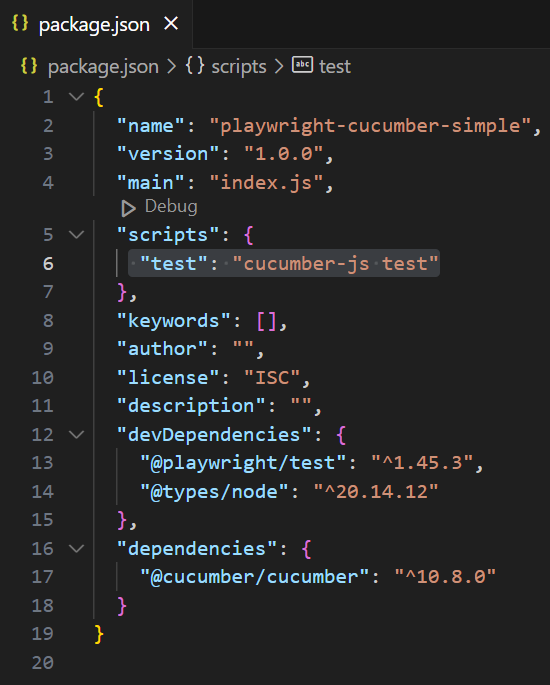 {} package.json ×
{} package.json > {} scripts > abc test
1 {
2 "name": "playwright-cucumber-simple",
3 "version": "1.0.0",
4 "main": "index.js",
Debug
5 "scripts": {
6 "test": "cucumber-js test"
7 },
8 "keywords": [],
9 "author": "",
10 "license": "ISC",
11 "description": "",
12 "devDependencies": {
13 "@playwright/test": "^1.45.3",
14 "@types/node": "^20.14.12"
15 },
16 "dependencies": {
17 "@cucumber/cucumber": "^10.8.0"
18 }
19 }
20